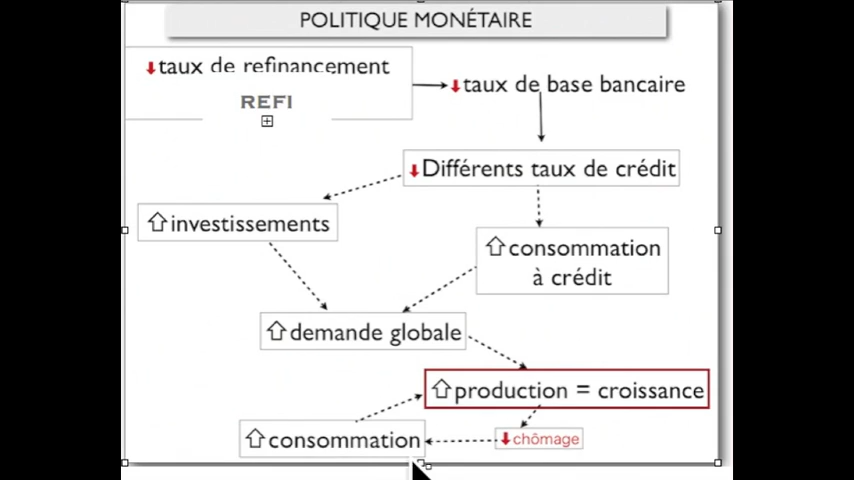 POLITIQUE MONÉTAIRE
taux de refinancement
REFI
taux de base bancaire
Différents taux de crédit
investissements
consommation
à crédit
demande globale
production = croissance
consommation
chômage